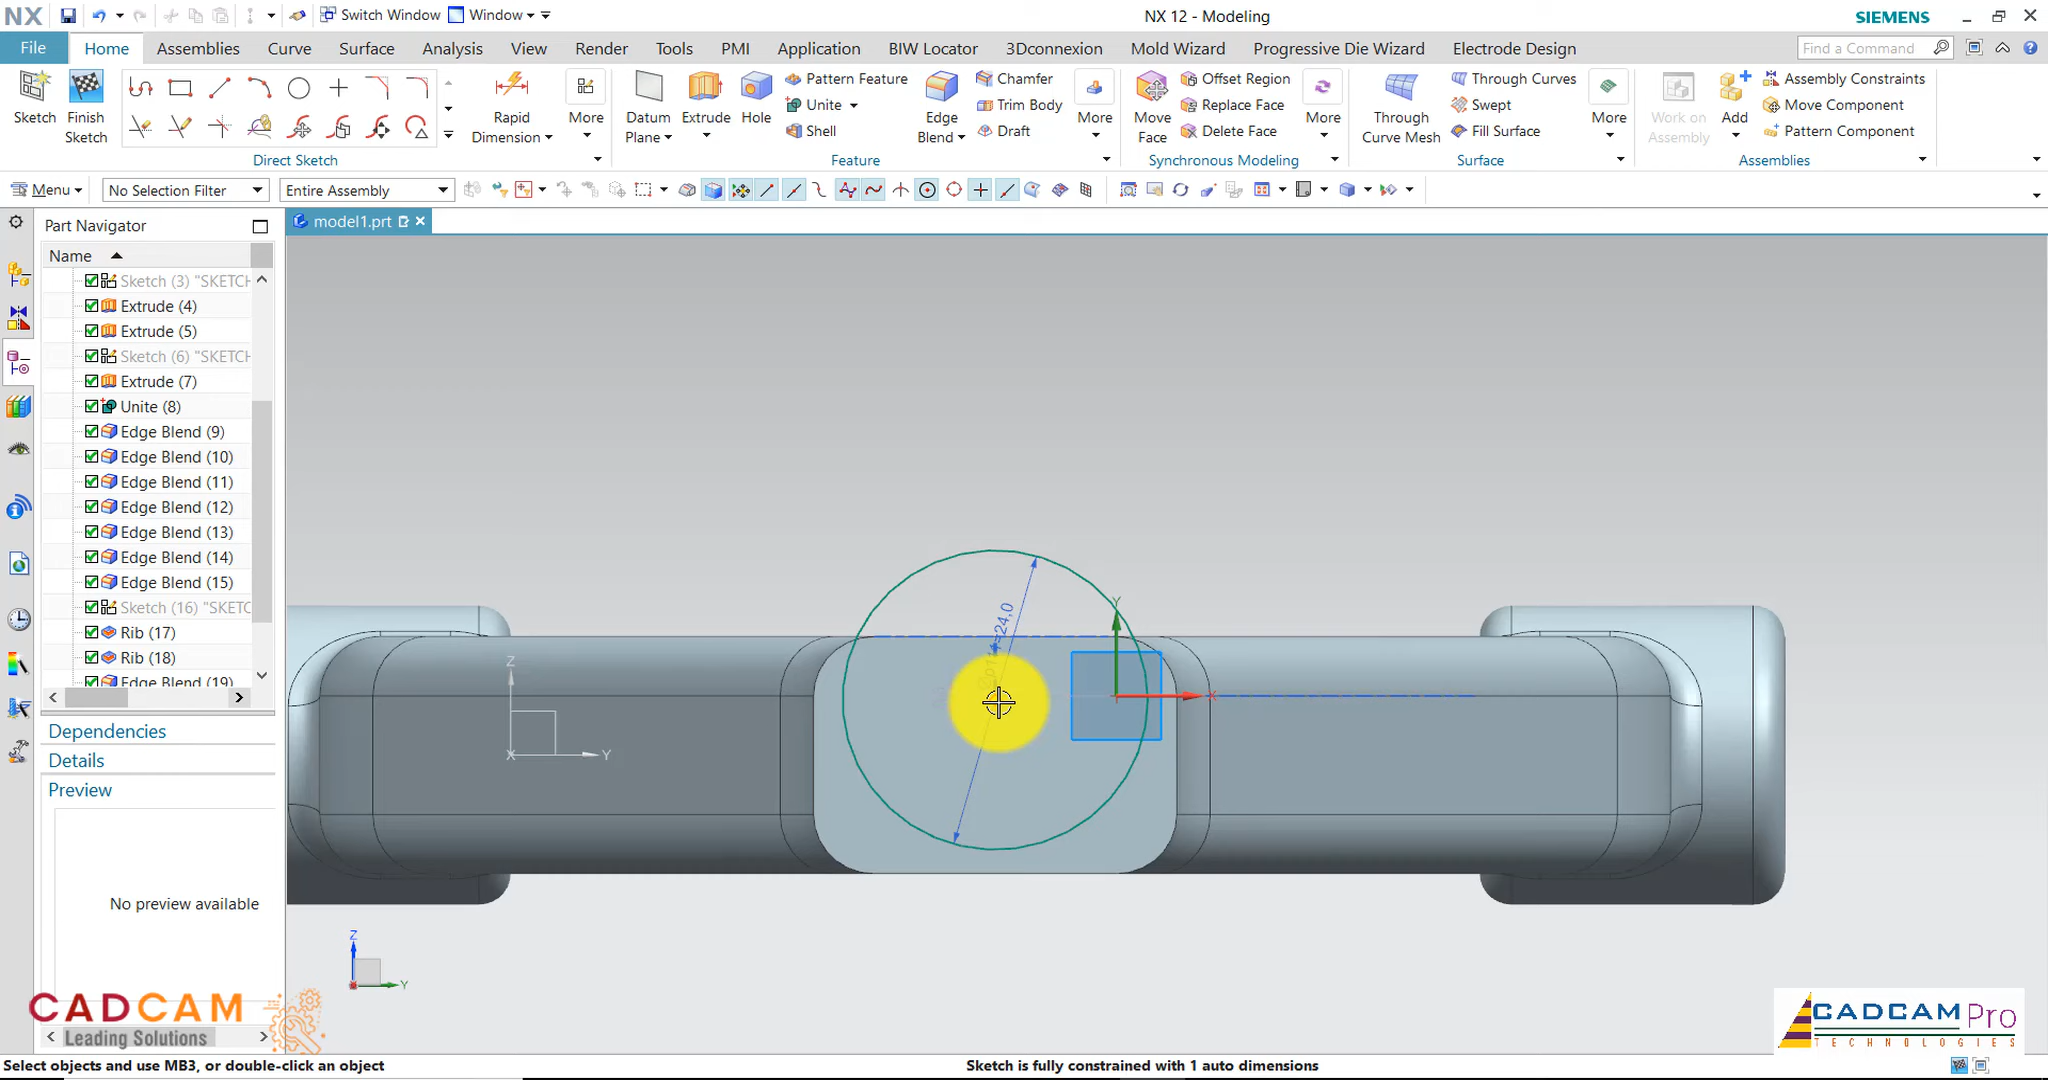 NX
Switch Window
Window
NX 12 - Modeling
SIEMENS
File
Home
Assemblies
Curve
Surface
Analysis
View
Render
Tools
PMI
Application
BIW Locator
3Dconnexion
Mold Wizard
Progressive Die Wizard
Electrode Design
Find a Command
Sketch
Finish Sketch
Direct Sketch
Rapid Dimension
More
Datum Plane
Extrude
Hole
Pattern Feature
Unite
Shell
Edge Blend
Chamfer
Trim Body
Draft
More
Feature
Move Face
Offset Region
Replace Face
Delete Face
More
Synchronous Modeling
Through Curve Mesh
Through Curves
Swept
Fill Surface
More
Surface
Work on Assembly
Add
Assembly Constraints
Move Component
Pattern Component
Assemblies
Menu
No Selection Filter
Entire Assembly
Part Navigator
model1.prt
Name
Sketch (3) "SKETCH
Extrude (4)
Extrude (5)
Sketch (6) "SKETCH
Extrude (7)
Unite (8)
Edge Blend (9)
Edge Blend (10)
Edge Blend (11)
Edge Blend (12)
Edge Blend (13)
Edge Blend (14)
Edge Blend (15)
Sketch (16) "SKETC
Rib (17)
Rib (18)
Edge Blend (19)
Dependencies
Details
Preview
No preview available
Z
X
Y
Y
X
Z
Y
CADCAM
Leading Solutions
CADCAM Pro
TECHNOLOGIES
Select objects and use MB3, or double-click an object
Sketch is fully constrained with 1 auto dimensions